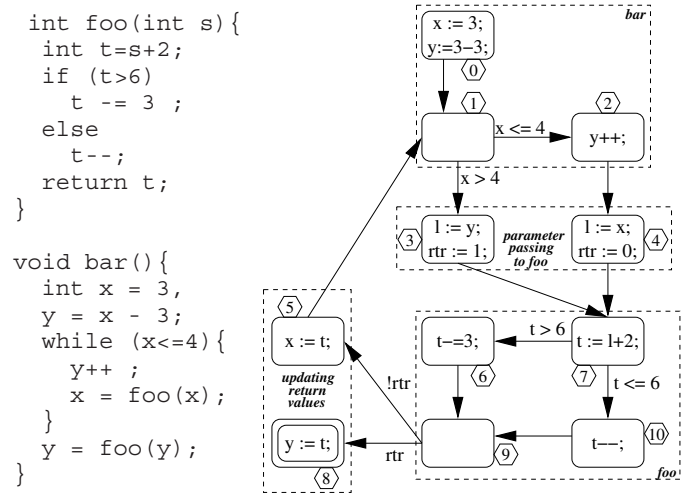 int foo(int s){
int t=s+2;
if (t>6)
t -= 3 ;
else
t--;
return t;
}
void bar(){
int x = 3,
y = x - 3;
while (x<=4){
y++ ;
x = foo(x);
}
y = foo(y);
}
bar
x := 3;
y:=3−3;
0
1
2
x <= 4
y++;
x > 4
3
l := y;
rtr := 1;
parameter
passing
to foo
l := x;
rtr := 0;
4
5
x := t;
updating
return
values
!rtr
rtr
y := t;
8
t−=3;
6
t > 6
t := l+2;
7
t <= 6
10
t−−;
9
foo